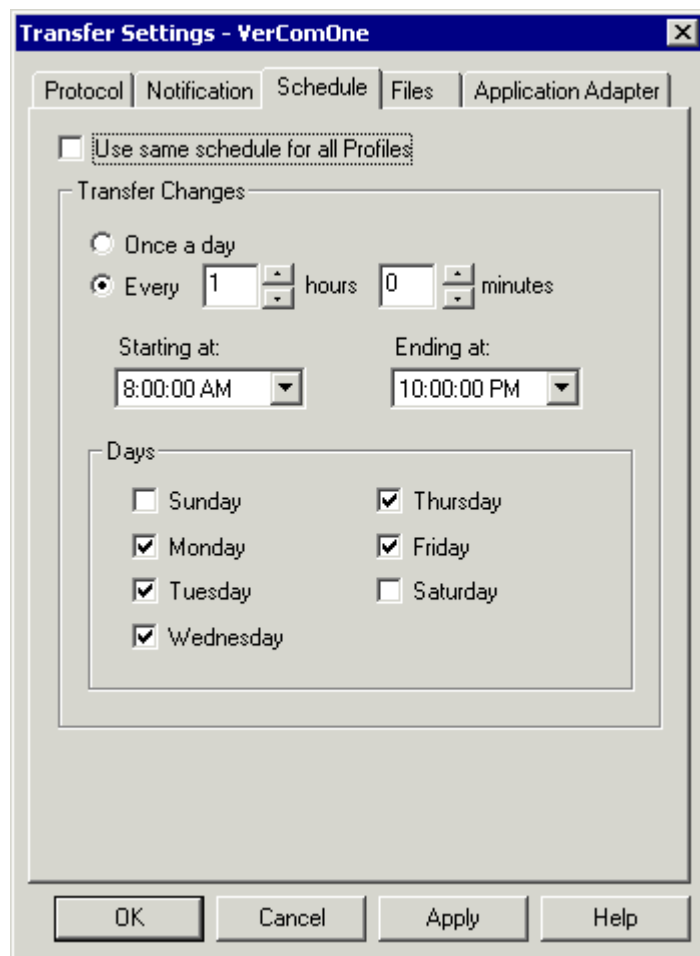 Transfer Settings - VerComOne
Protocol Notification Schedule Files Application Adapter
Use same schedule for all Profiles
Transfer Changes
Once a day
Every 1 hours 0 minutes
Starting at: Ending at:
8:00:00 AM 10:00:00 PM
Days
Sunday Thursday
Monday Friday
Tuesday Saturday
Wednesday
OK Cancel Apply Help